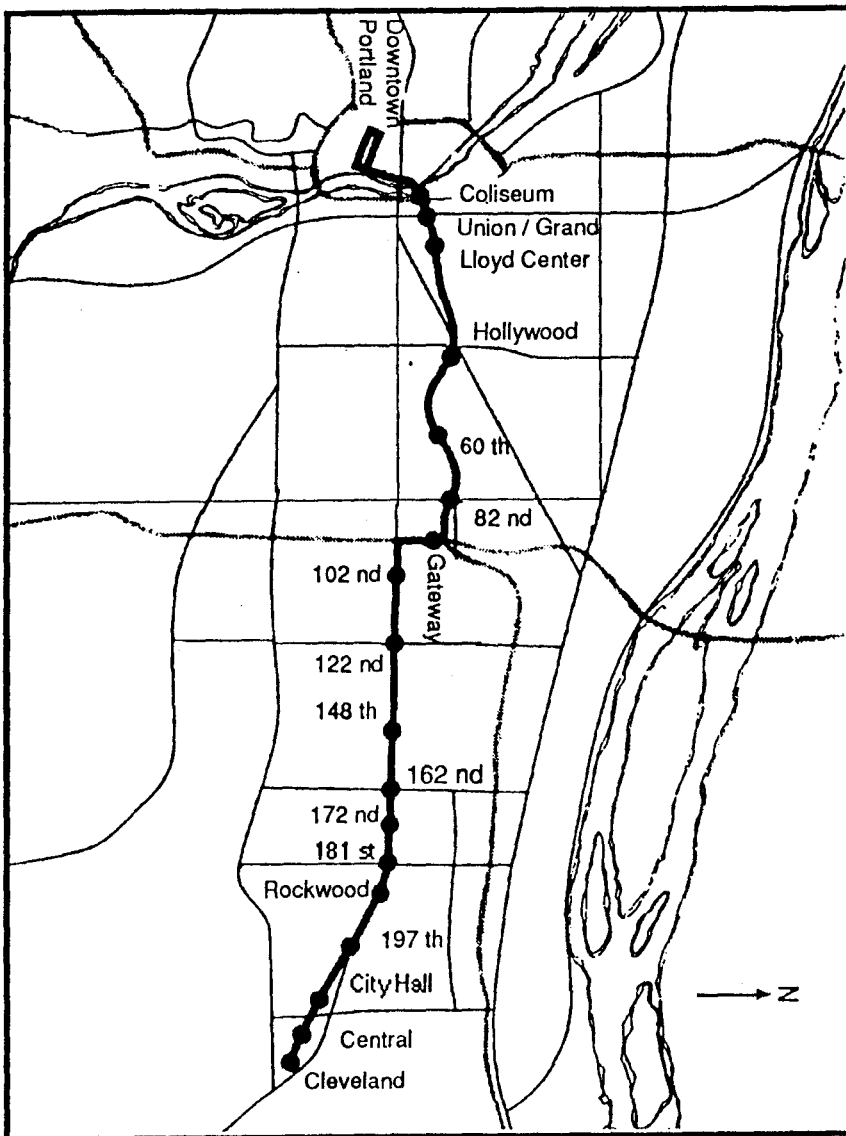 Downtown
Portland
Coliseum
Union / Grand
Lloyd Center
Hollywood
60 th
82 nd
Gateway
102 nd
122 nd
148 th
162 nd
172 nd
181 st
Rockwood
197 th
City Hall
N
Central
Cleveland